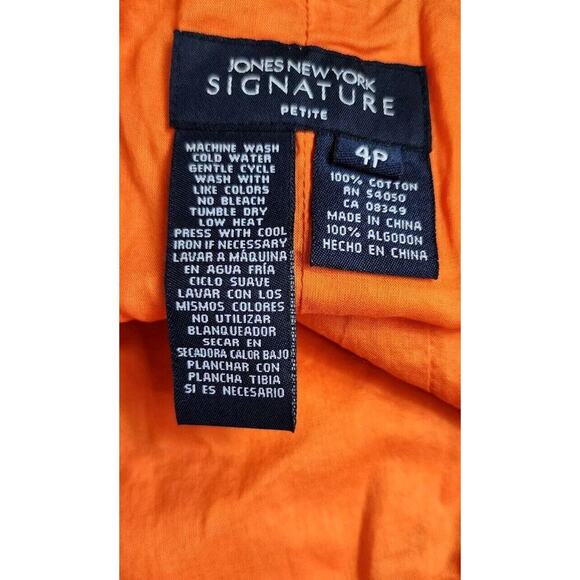 JONES NEW YORK
SIGNATURE
PETITE
4P
100% COTTON
RN 54050
CA 08349
MADE IN CHINA
100% ALGODON
HECHO EN CHINA
MACHINE WASH
COLD WATER
GENTLE CYCLE
WASH WITH
LIKE COLORS
NO BLEACH
TUMBLE DRY
LOW HEAT
PRESS WITH COOL
IRON IF NECESSARY
LAVAR A MAQUINA
EN AGUA FRÍA
CICLO SUAVE
LAVAR CON LOS
MISMOS COLORES
NO UTILIZAR
BLANQUEADOR
SECAR EN
SECADORA CALOR BAJO
PLANCHAR CON
PLANCHA TIBIA
SI ES NECESARIO